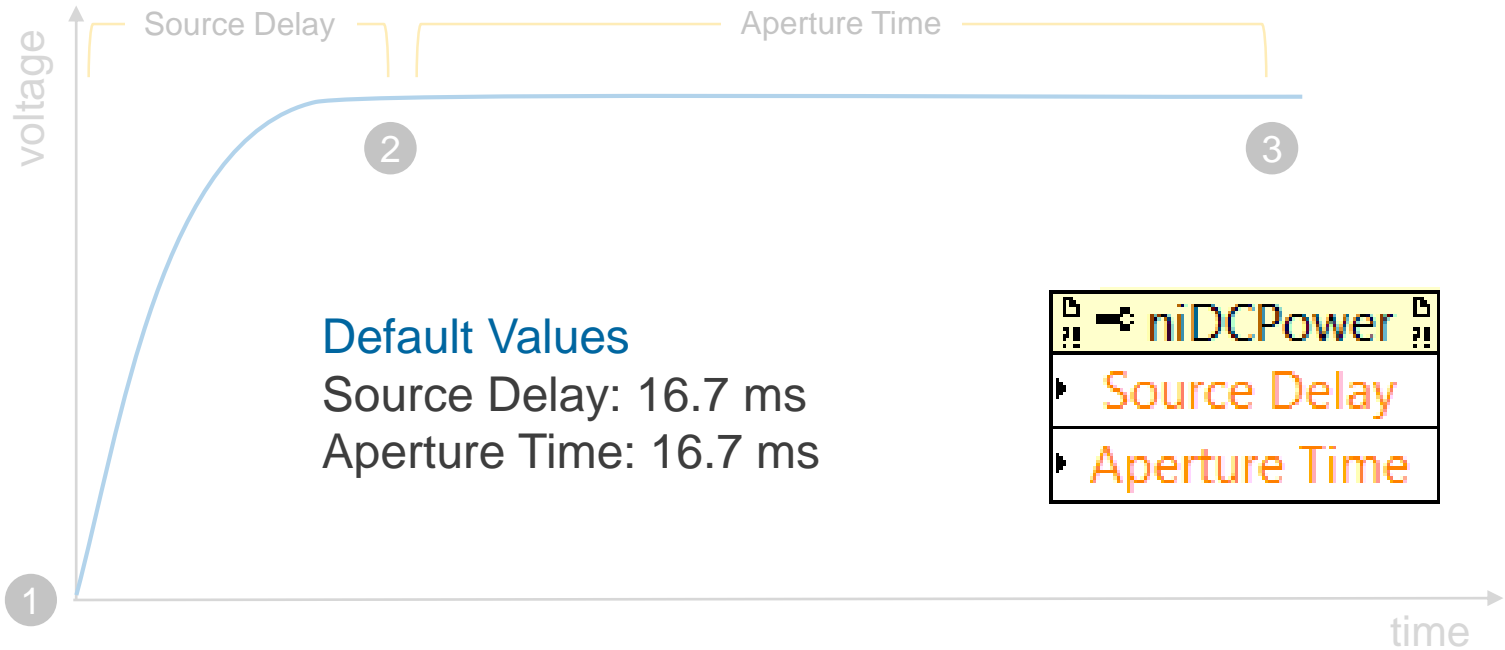 Source Delay
Aperture Time
voltage
2
3
Default Values
Source Delay: 16.7 ms
Aperture Time: 16.7 ms
?! niDCPower ?!
Source Delay
Aperture Time
1
time